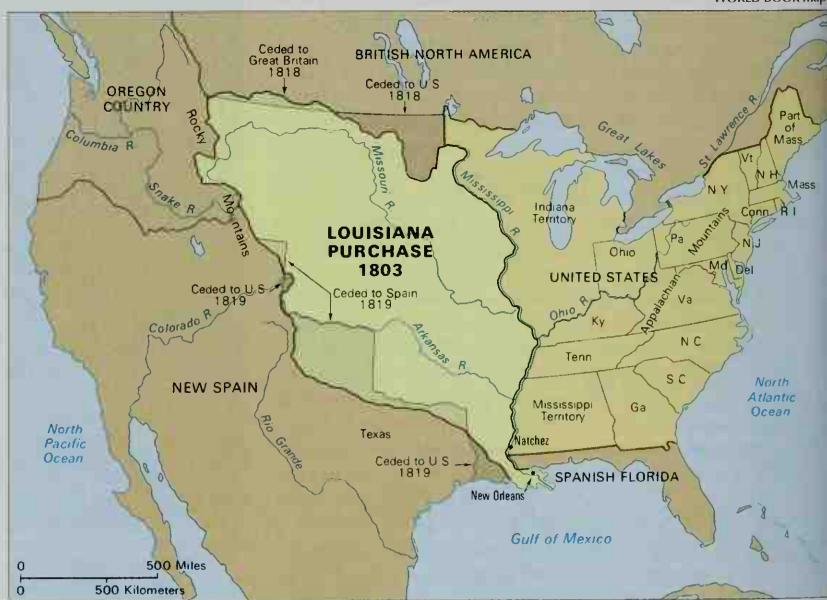 WORLD BOOK map
Ceded to
Great Britain
1818
BRITISH NORTH AMERICA
Ceded to U S
1818
OREGON
COUNTRY
Rocky
Mountains
Columbia R
Snake R
Missouri
R
Mississippi
R
Great Lakes
St. Lawrence R
Part
of
Mass
Vt
N H
N Y
Mass
Conn
R I
Indiana
Territory
LOUISIANA
PURCHASE
1803
Ohio
Pa
N J
Appalachian
Mountains
Md
Del
UNITED STATES
Ceded to U S
1819
Ceded to Spain
1819
Colorado R
Arkansas
R
Ohio R
Ky
Va
Tenn
N C
S C
NEW SPAIN
Mississippi
Territory
Ga
North
Atlantic
Ocean
North
Pacific
Ocean
Rio Grande
Texas
Natchez
Ceded to U S
1819
New Orleans
SPANISH FLORIDA
Gulf of Mexico
0 500 Miles
0 500 Kilometers